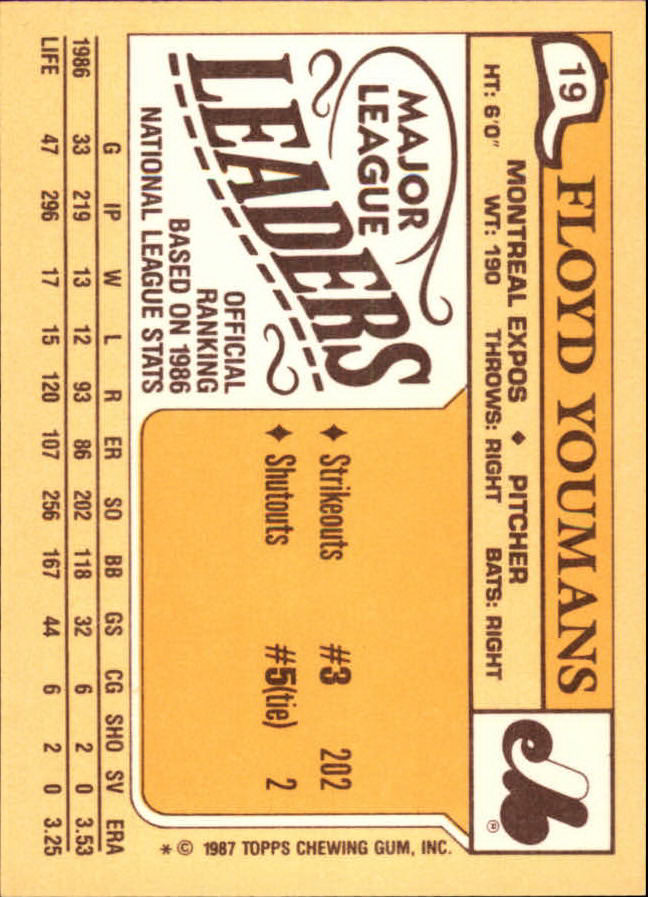 19
FLOYD YOUMANS
MONTREAL EXPOS ♦ PITCHER
HT: 6'0" WT: 190 THROWS: RIGHT BATS: RIGHT
MAJOR
LEAGUE
LEADERS
OFFICIAL
RANKING
BASED ON 1986
NATIONAL LEAGUE STATS
♦ Strikeouts #3 202
♦ Shutouts #5(tie) 2
®
* © 1987 TOPPS CHEWING GUM, INC.
G IP W L R ER SO BB GS CG SHO SV ERA
1986 33 219 13 12 93 86 202 118 32 6 2 0 3.53
LIFE 47 296 17 15 120 107 256 167 44 6 2 0 3.25